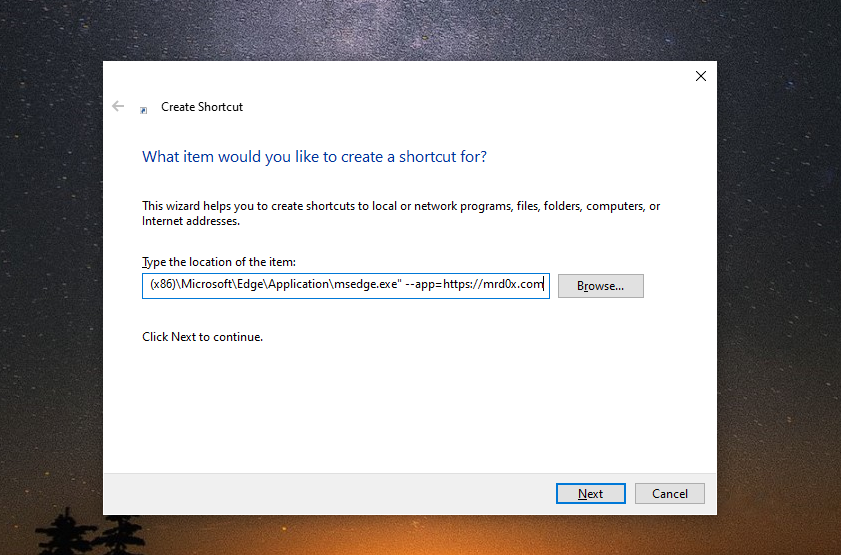 Create Shortcut
What item would you like to create a shortcut for?
This wizard helps you to create shortcuts to local or network programs, files, folders, computers, or
Internet addresses.
Type the location of the item:
(x86)\Microsoft\Edge\Application\msedge.exe" --app=https://mrd0x.com
Browse...
Click Next to continue.
Next
Cancel